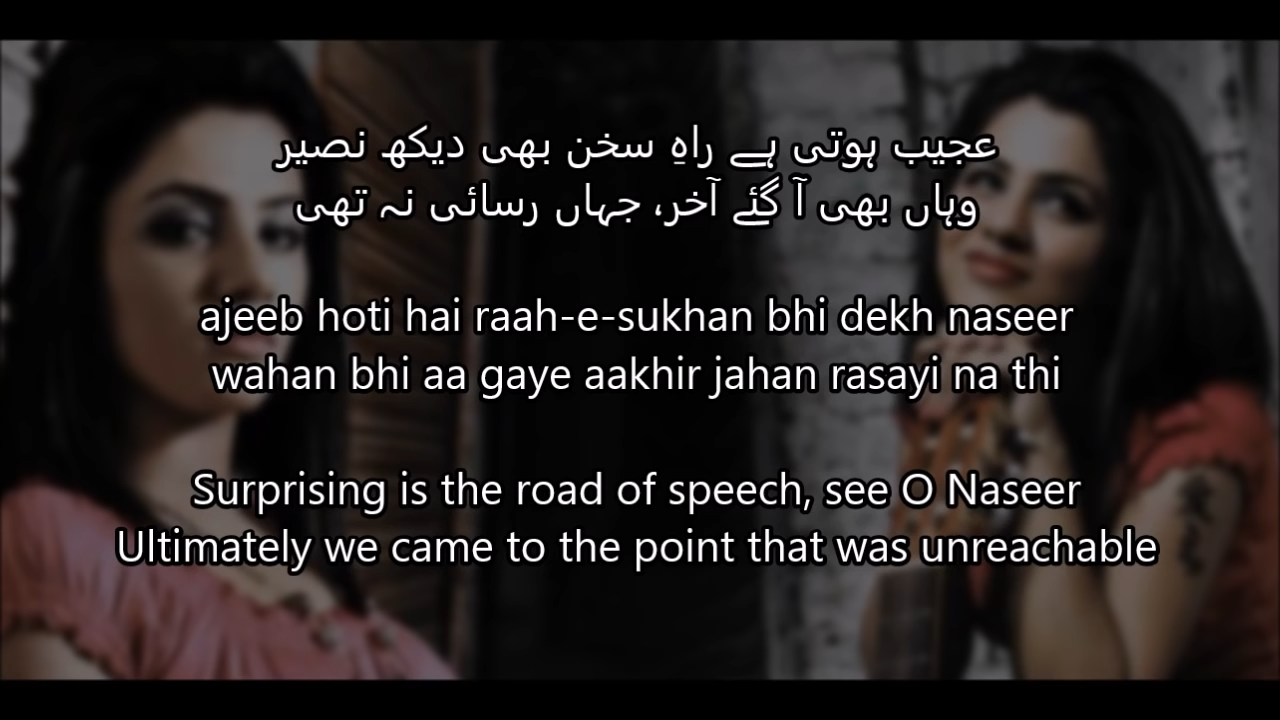 عجیب ہوتی ہے راہِ سخن بھی دیکھ نصیر
وہاں بھی آ گئے آخر، جہاں رسائی نہ تھی
ajeeb hoti hai raah-e-sukhan bhi dekh naseer
wahan bhi aa gaye aakhir jahan rasayi na thi
Surprising is the road of speech, see O Naseer
Ultimately we came to the point that was unreachable